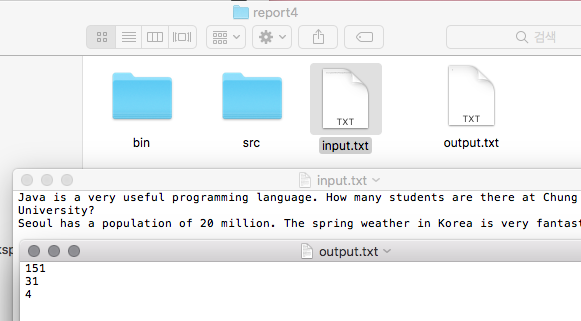 report4
검색
TXT
TXT
bin
src
input.txt
output.txt
input.txt
Java is a very useful programming language. How many students are there at Chung
University?
Seoul has a population of 20 million. The spring weather in Korea is very
output.txt
151
31
4